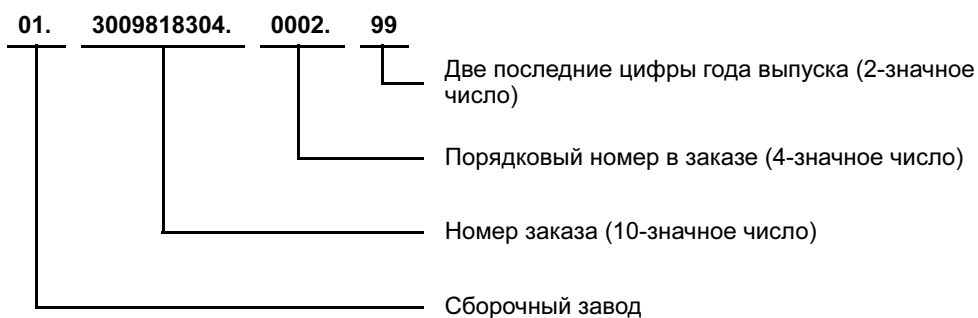 01. 3009818304. 0002. 99
Две последние цифры года выпуска (2-значное
число)
Порядковый номер в заказе (4-значное число)
Номер заказа (10-значное число)
Сборочный завод